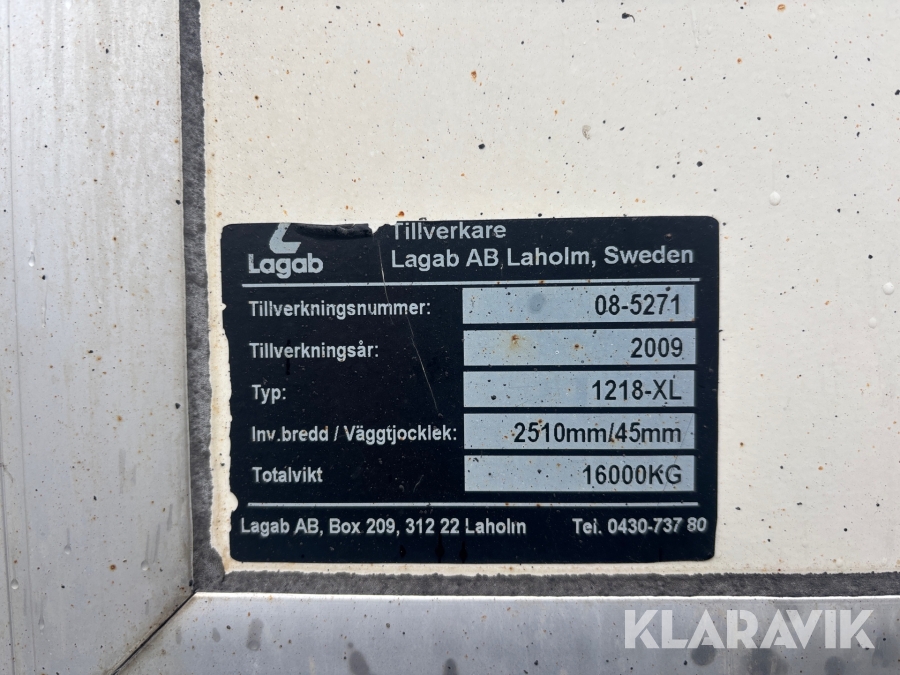 Tillverkare
Lagab
Lagab AB Laholm, Sweden
Tillverkningsnummer: 08-5271
Tillverkningsår: 2009
Typ: 1218-XL
Inv.bredd / Väggtjocklek: 2510mm/45mm
Totalvikt 16000KG
Lagab AB, Box 209, 312 22 Laholm Tel. 0430-737 80
KLARAVIK